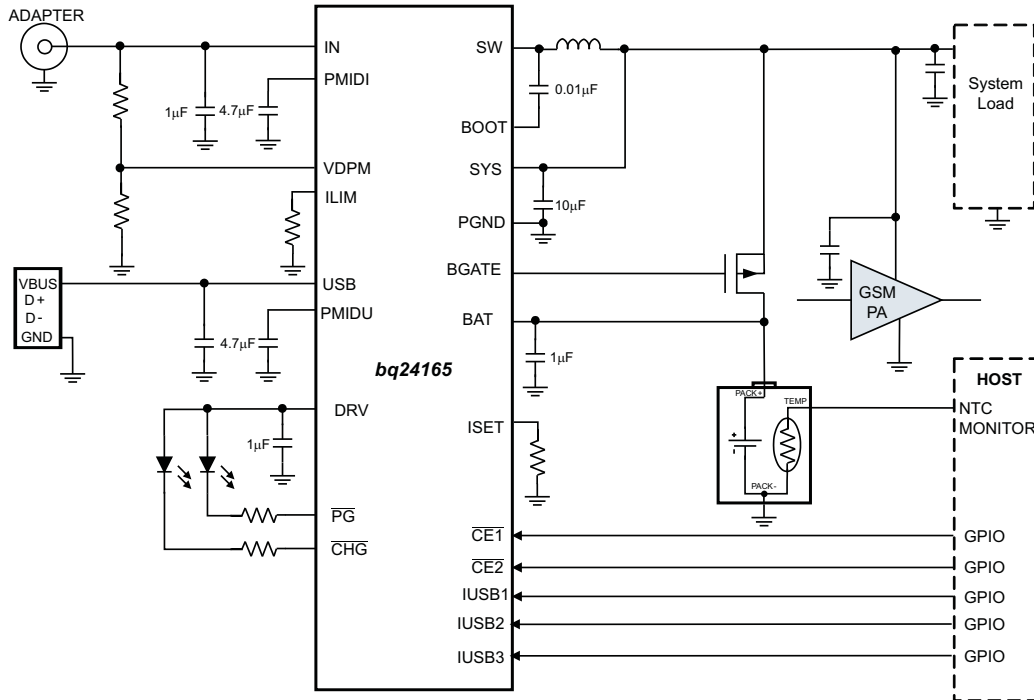 ADAPTER
IN
PMIDI
1µF
4.7µF
VDPM
ILIM
VBUS
D+
D-
GND
USB
PMIDU
4.7µF
DRV
1µF
PG
CHG
bq24165
SW
0.01µF
BOOT
SYS
10µF
PGND
BGATE
BAT
1µF
ISET
CE1
CE2
IUSB1
IUSB2
IUSB3
System
Load
GSM
PA
PACK+
TEMP
+
-
PACK-
HOST
NTC
MONITOR
GPIO
GPIO
GPIO
GPIO
GPIO